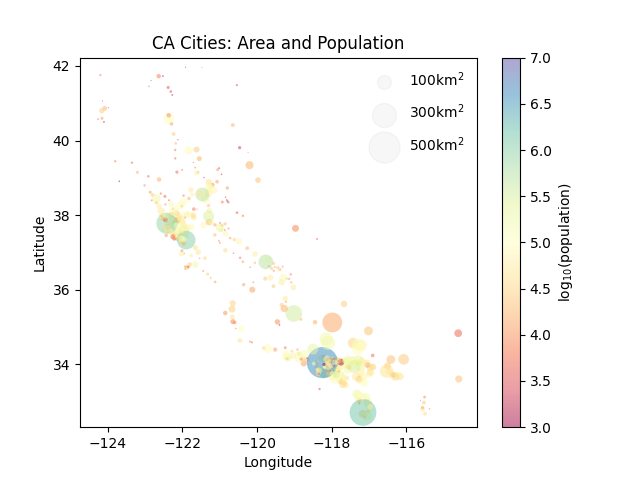 CA Cities: Area and Population
42
40
38
36
34
Latitude
−124
−122
−120
−118
−116
Longitude
100km²
300km²
500km²
7.0
6.5
6.0
5.5
5.0
4.5
4.0
3.5
3.0
log₁₀(population)